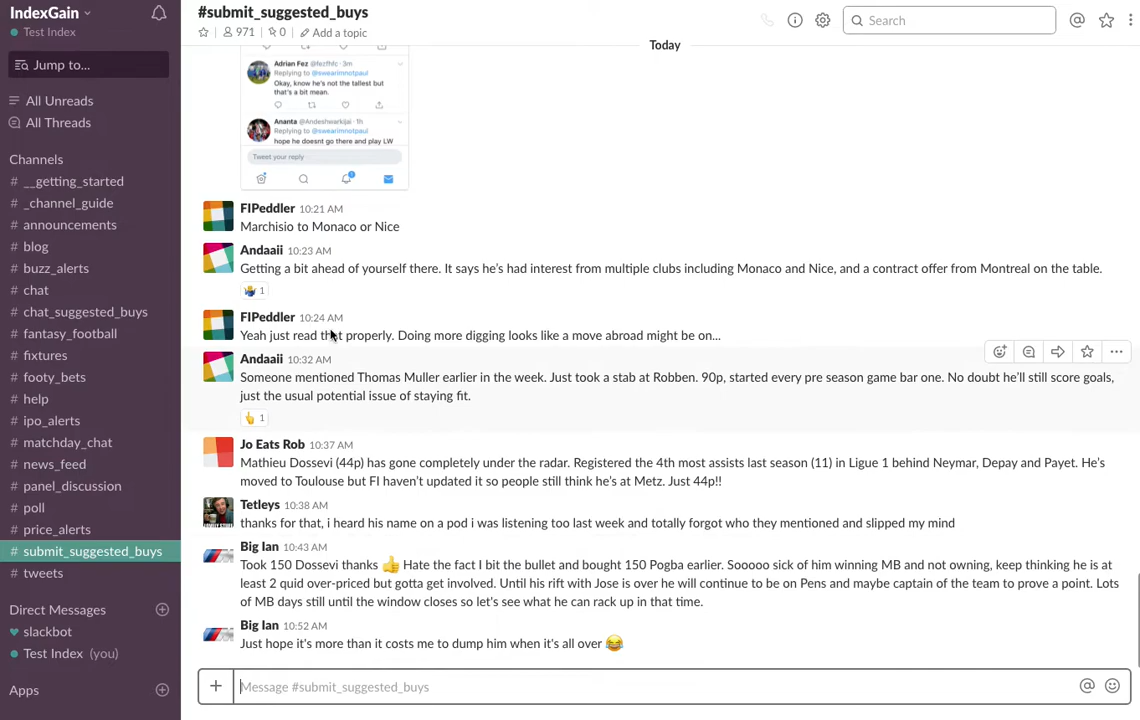 IndexGain
Test Index
Jump to...
All Unreads
All Threads
Channels
# __getting_started
# _channel_guide
# announcements
# blog
# buzz_alerts
# chat
# chat_suggested_buys
# fantasy_football
# fixtures
# footy_bets
# help
# ipo_alerts
# matchday_chat
# news_feed
# panel_discussion
# poll
# price_alerts
# submit_suggested_buys
# tweets
Direct Messages
slackbot
Test Index (you)
Apps
#submit_suggested_buys
971
0
Add a topic
Search
Today
Adrian Fez @fezfhfc · 3m
Replying to @swearimnotpaul
Okay, know he's not the tallest but
that's a bit mean.
Ananta @Andeshwarkijai · 1h
Replying to @swearimnotpaul
hope he doesnt go there and play LW
Tweet your reply
FIPeddler 10:21 AM
Marchisio to Monaco or Nice
Andaaii 10:23 AM
Getting a bit ahead of yourself there. It says he's had interest from multiple clubs including Monaco and Nice, and a contract offer from Montreal on the table.
1
FIPeddler 10:24 AM
Yeah just read that properly. Doing more digging looks like a move abroad might be on...
Andaaii 10:32 AM
Someone mentioned Thomas Muller earlier in the week. Just took a stab at Robben. 90p, started every pre season game bar one. No doubt he'll still score goals,
just the usual potential issue of staying fit.
1
Jo Eats Rob 10:37 AM
Mathieu Dossevi (44p) has gone completely under the radar. Registered the 4th most assists last season (11) in Ligue 1 behind Neymar, Depay and Payet. He's
moved to Toulouse but FI haven't updated it so people still think he's at Metz. Just 44p!!
Tetleys 10:38 AM
thanks for that, i heard his name on a pod i was listening too last week and totally forgot who they mentioned and slipped my mind
Big Ian 10:43 AM
Took 150 Dossevi thanks 👍 Hate the fact I bit the bullet and bought 150 Pogba earlier. Sooooo sick of him winning MB and not owning, keep thinking he is at
least 2 quid over-priced but gotta get involved. Until his rift with Jose is over he will continue to be on Pens and maybe captain of the team to prove a point. Lots
of MB days still until the window closes so let's see what he can rack up in that time.
Big Ian 10:52 AM
Just hope it's more than it costs me to dump him when it's all over 😂
Message #submit_suggested_buys